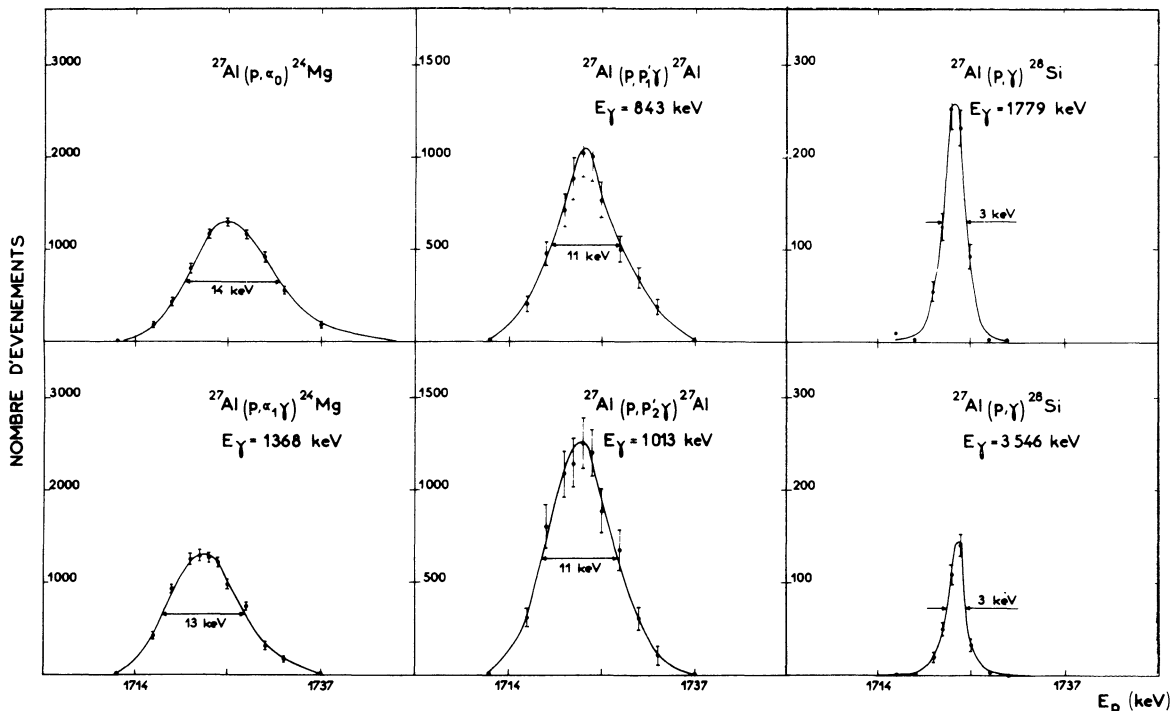 NOMBRE D'EVENEMENTS
3000
2000
1000
²⁷Al (p, α₀) ²⁴Mg
14 keV
1500
1000
500
²⁷Al (p, p'₁γ) ²⁷Al
Eγ = 843 keV
11 keV
300
200
100
²⁷Al (p,γ) ²⁸Si
Eγ = 1779 keV
3 keV
3000
2000
1000
²⁷Al (p, α₁γ) ²⁴Mg
Eγ = 1368 keV
13 keV
1714
1737
1500
1000
500
²⁷Al (p, p'₂γ) ²⁷Al
Eγ = 1013 keV
11 keV
1714
1737
300
200
100
²⁷Al (p,γ) ²⁸Si
Eγ = 3546 keV
3 keV
1714
1737
Ep (keV)